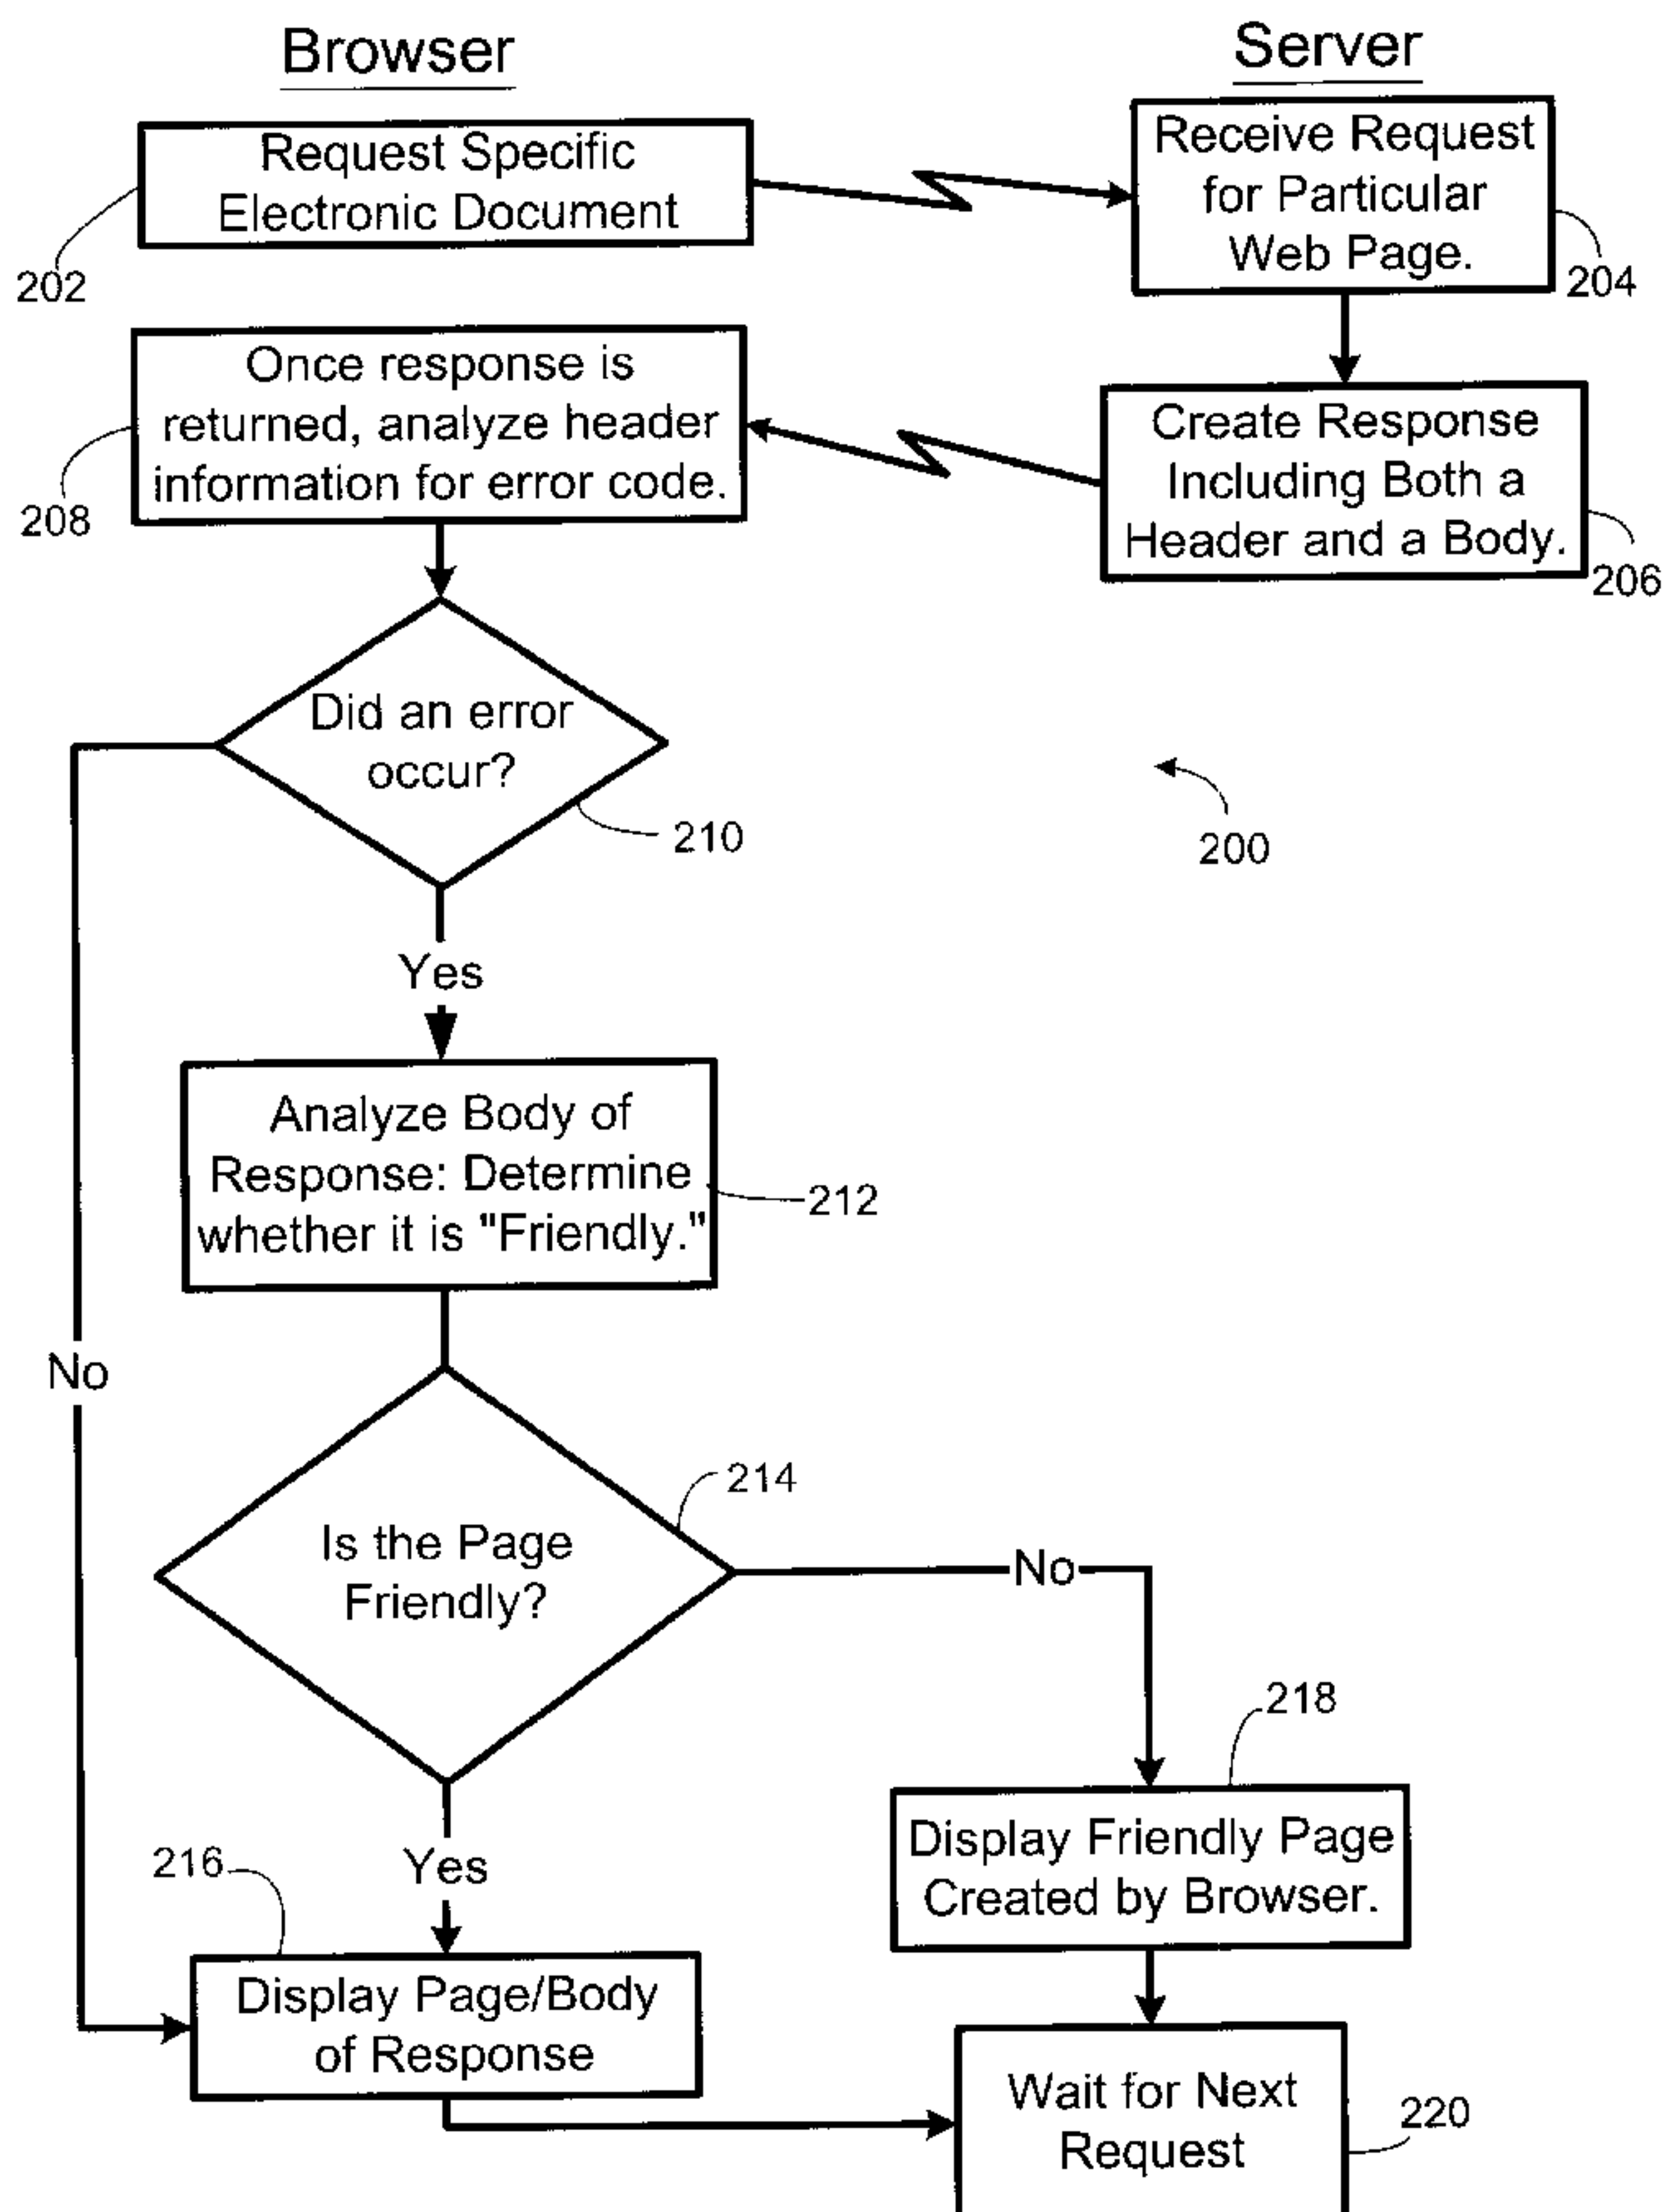 Browser
Server
Request Specific
Electronic Document
202
Receive Request
for Particular
Web Page.
204
Once response is
returned, analyze header
information for error code.
208
Create Response
Including Both a
Header and a Body.
206
Did an error
occur?
210
200
Yes
Analyze Body of
Response: Determine
whether it is "Friendly."
212
No
214
Is the Page
Friendly?
No
218
Display Friendly Page
Created by Browser.
216
Yes
Display Page/Body
of Response
Wait for Next
Request
220